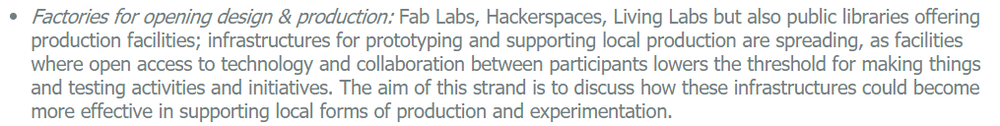 • Factories for opening design & production: Fab Labs, Hackerspaces, Living Labs but also public libraries offering
production facilities; infrastructures for prototyping and supporting local production are spreading, as facilities
where open access to technology and collaboration between participants lowers the threshold for making things
and testing activities and initiatives. The aim of this strand is to discuss how these infrastructures could become
more effective in supporting local forms of production and experimentation.